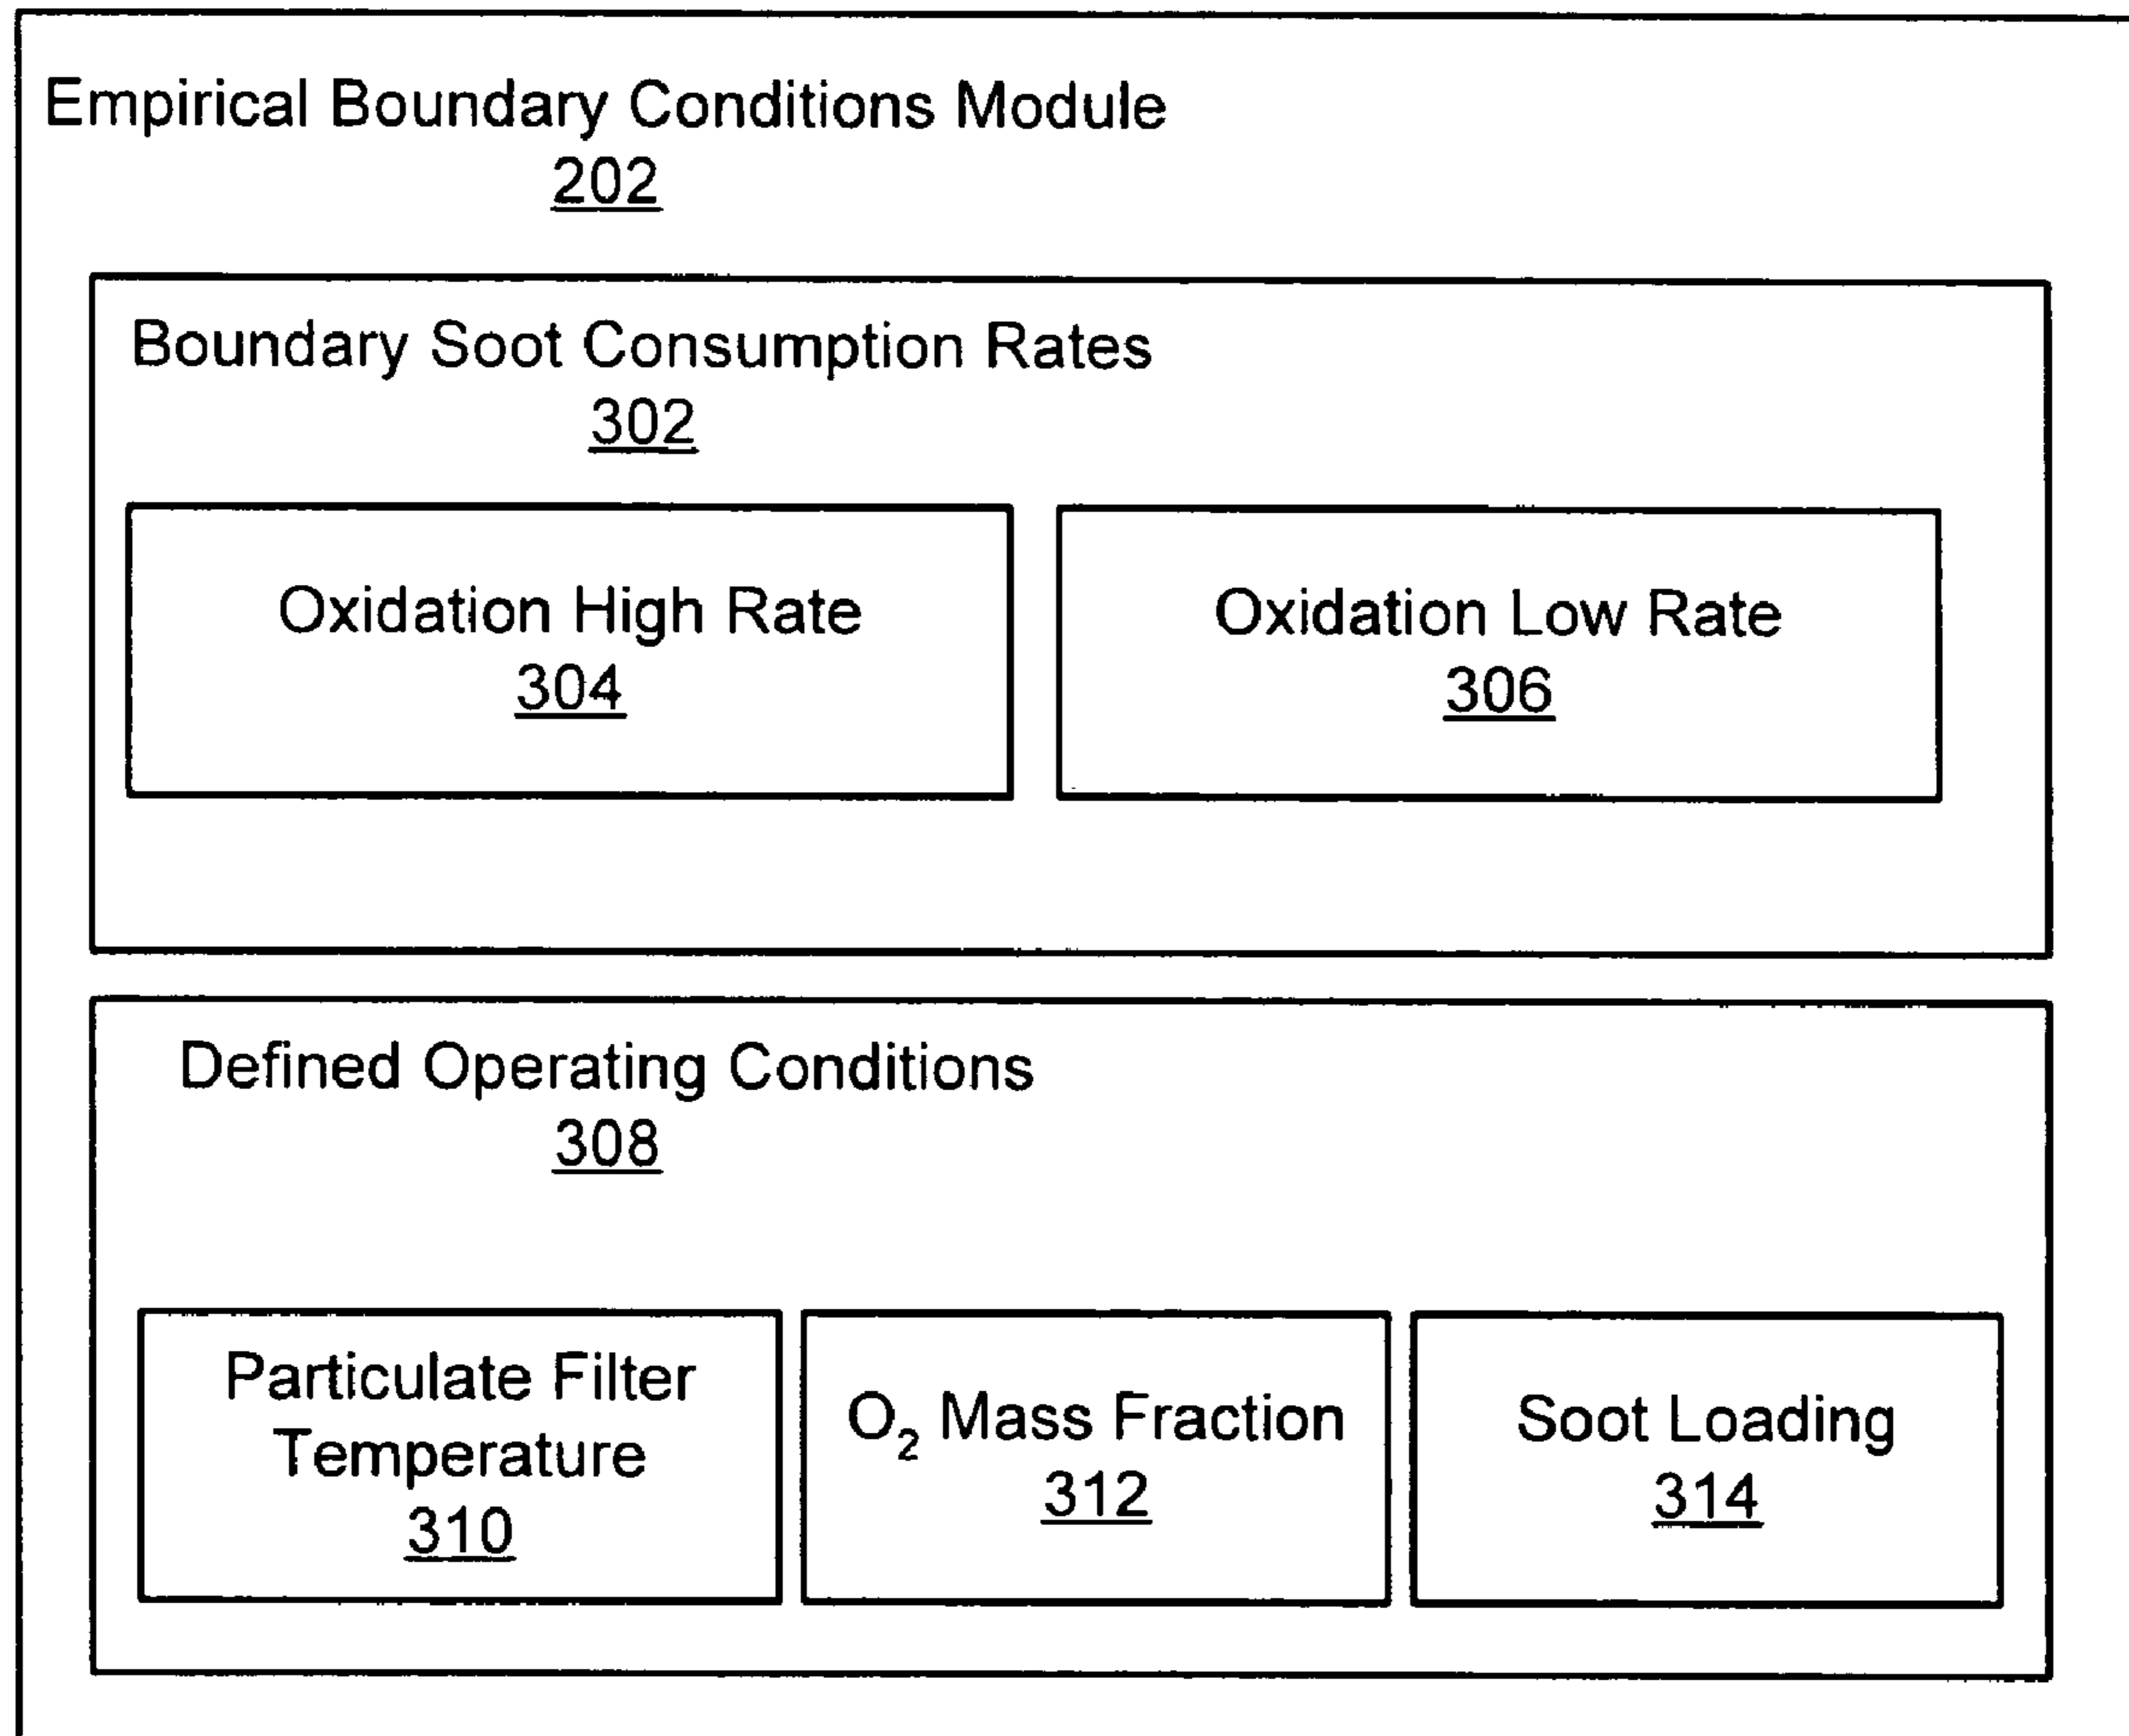 Empirical Boundary Conditions Module
202
Boundary Soot Consumption Rates
302
Oxidation High Rate
304
Oxidation Low Rate
306
Defined Operating Conditions
308
Particulate Filter
Temperature
310
O₂ Mass Fraction
312
Soot Loading
314